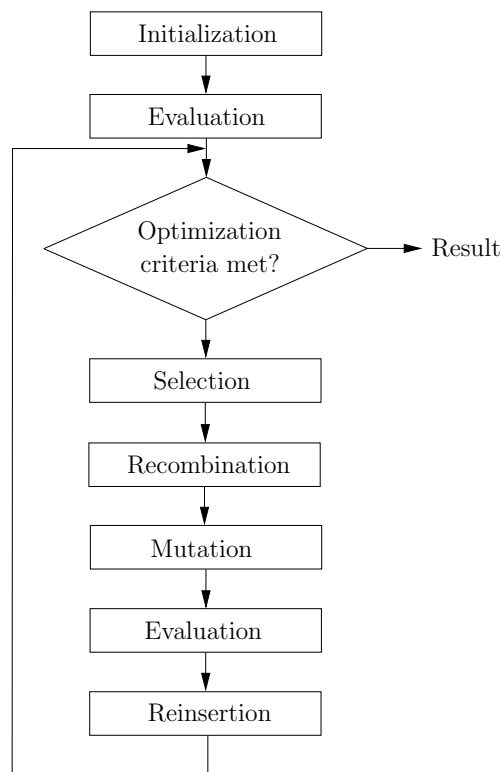 Initialization
Evaluation
Optimization
criteria met?
Result
Selection
Recombination
Mutation
Evaluation
Reinsertion